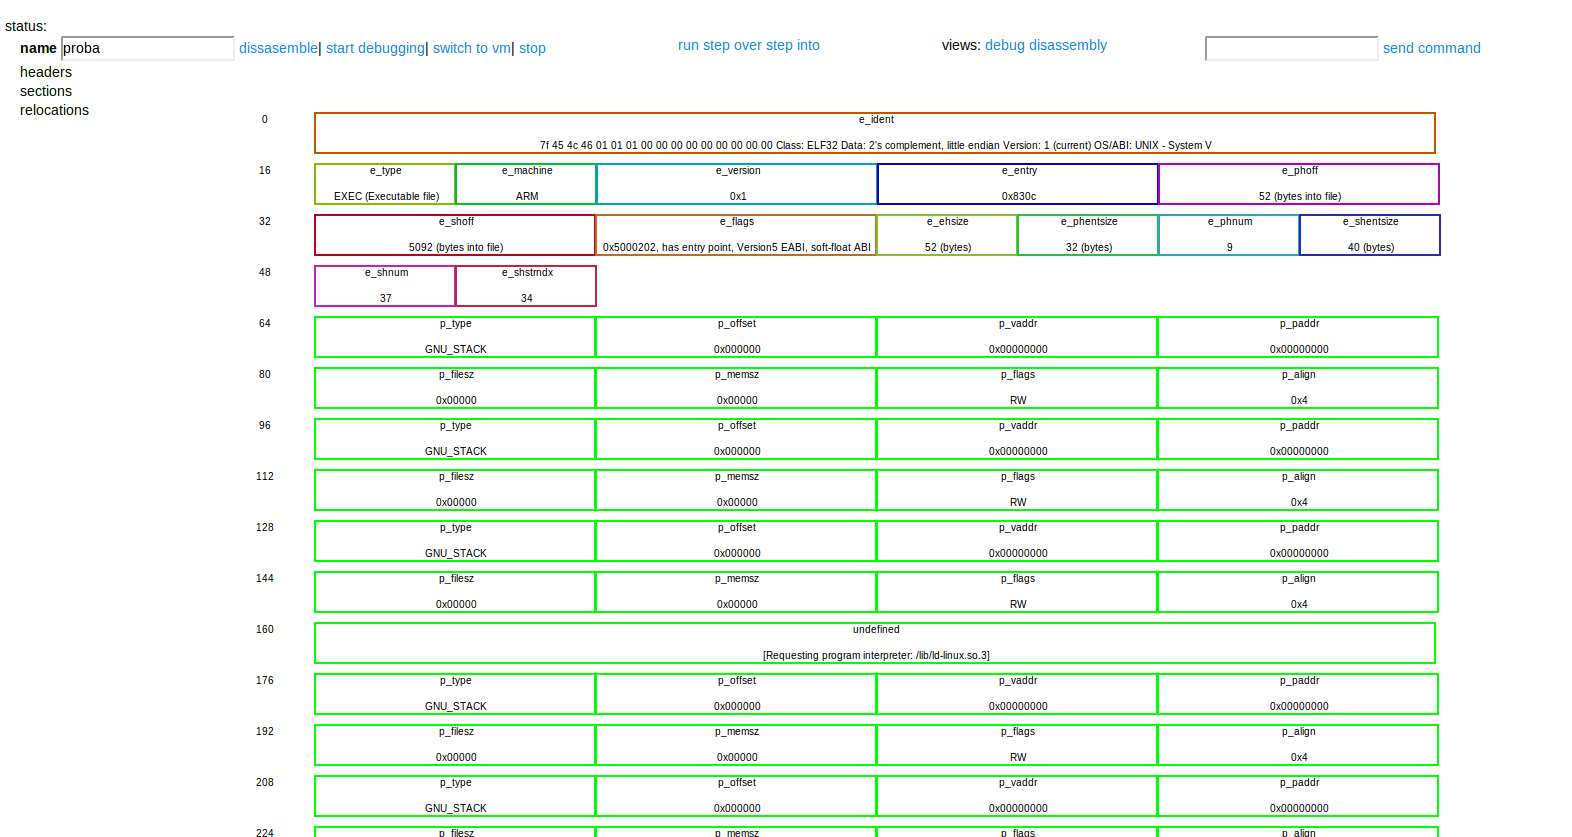 status:
name proba dissasemble| start debugging| switch to vm| stop run step over step into views: debug disassembly send command
headers
sections
relocations
0 e_ident
7f 45 4c 46 01 01 01 00 00 00 00 00 00 00 00 00 Class: ELF32 Data: 2's complement, little endian Version: 1 (current) OS/ABI: UNIX - System V
16 e_type e_machine e_version e_entry e_phoff
EXEC (Executable file) ARM 0x1 0x830c 52 (bytes into file)
32 e_shoff e_flags e_ehsize e_phentsize e_phnum e_shentsize
5092 (bytes into file) 0x5000202, has entry point, Version5 EABI, soft-float ABI 52 (bytes) 32 (bytes) 9 40 (bytes)
48 e_shnum e_shstrndx
37 34
64 p_type p_offset p_vaddr p_paddr
GNU_STACK 0x000000 0x00000000 0x00000000
80 p_filesz p_memsz p_flags p_align
0x00000 0x00000 RW 0x4
96 p_type p_offset p_vaddr p_paddr
GNU_STACK 0x000000 0x00000000 0x00000000
112 p_filesz p_memsz p_flags p_align
0x00000 0x00000 RW 0x4
128 p_type p_offset p_vaddr p_paddr
GNU_STACK 0x000000 0x00000000 0x00000000
144 p_filesz p_memsz p_flags p_align
0x00000 0x00000 RW 0x4
160 undefined
[Requesting program interpreter: /lib/ld-linux.so.3]
176 p_type p_offset p_vaddr p_paddr
GNU_STACK 0x000000 0x00000000 0x00000000
192 p_filesz p_memsz p_flags p_align
0x00000 0x00000 RW 0x4
208 p_type p_offset p_vaddr p_paddr
GNU_STACK 0x000000 0x00000000 0x00000000
224 p_filesz p_memsz p_flags p_align